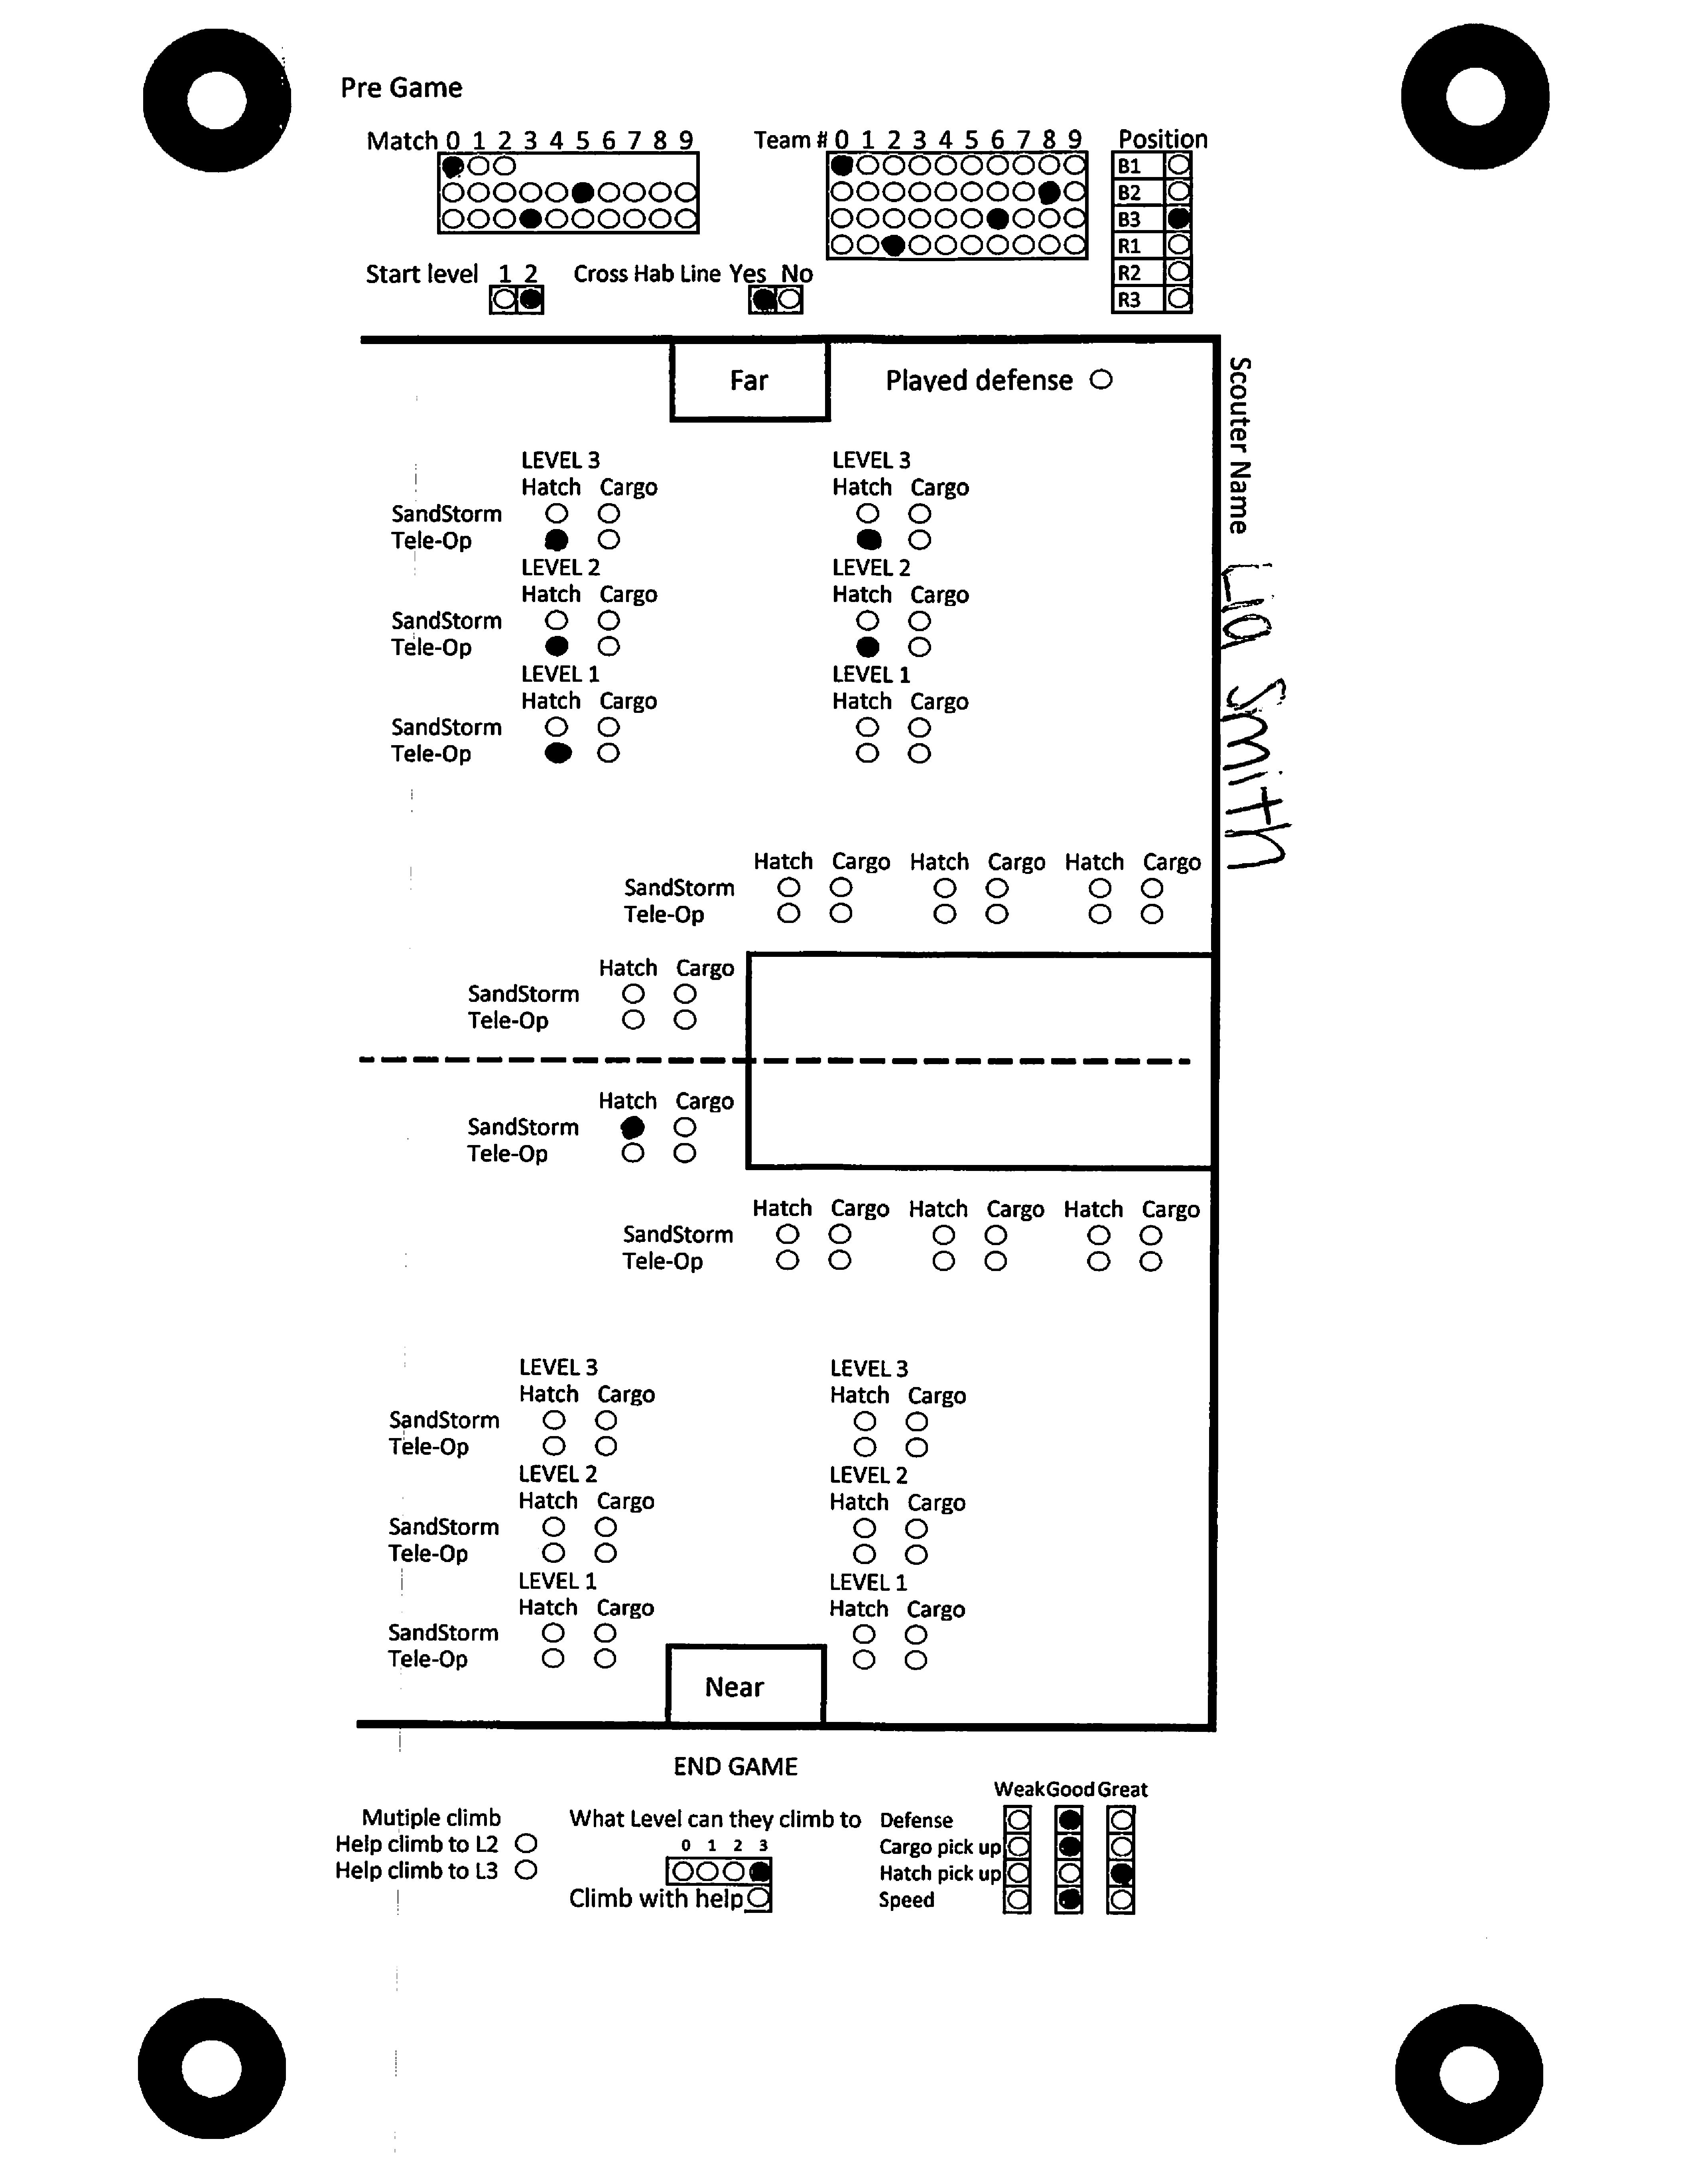 Pre Game
Match 0 1 2 3 4 5 6 7 8 9
Team # 0 1 2 3 4 5 6 7 8 9
Position
B1
B2
B3
R1
R2
R3
Start level 1 2
Cross Hab Line Yes No
Far
Played defense
Scouter Name Lia Smith
LEVEL 3 LEVEL 3
Hatch Cargo Hatch Cargo
SandStorm
Tele-Op
LEVEL 2 LEVEL 2
Hatch Cargo Hatch Cargo
SandStorm
Tele-Op
LEVEL 1 LEVEL 1
Hatch Cargo Hatch Cargo
SandStorm
Tele-Op
Hatch Cargo Hatch Cargo Hatch Cargo
SandStorm
Tele-Op
Hatch Cargo
SandStorm
Tele-Op
Hatch Cargo
SandStorm
Tele-Op
Hatch Cargo Hatch Cargo Hatch Cargo
SandStorm
Tele-Op
LEVEL 3 LEVEL 3
Hatch Cargo Hatch Cargo
SandStorm
Tele-Op
LEVEL 2 LEVEL 2
Hatch Cargo Hatch Cargo
SandStorm
Tele-Op
LEVEL 1 LEVEL 1
Hatch Cargo Hatch Cargo
SandStorm
Tele-Op
Near
END GAME
Mutiple climb
Help climb to L2
Help climb to L3
What Level can they climb to
0 1 2 3
Climb with help
Weak Good Great
Defense
Cargo pick up
Hatch pick up
Speed